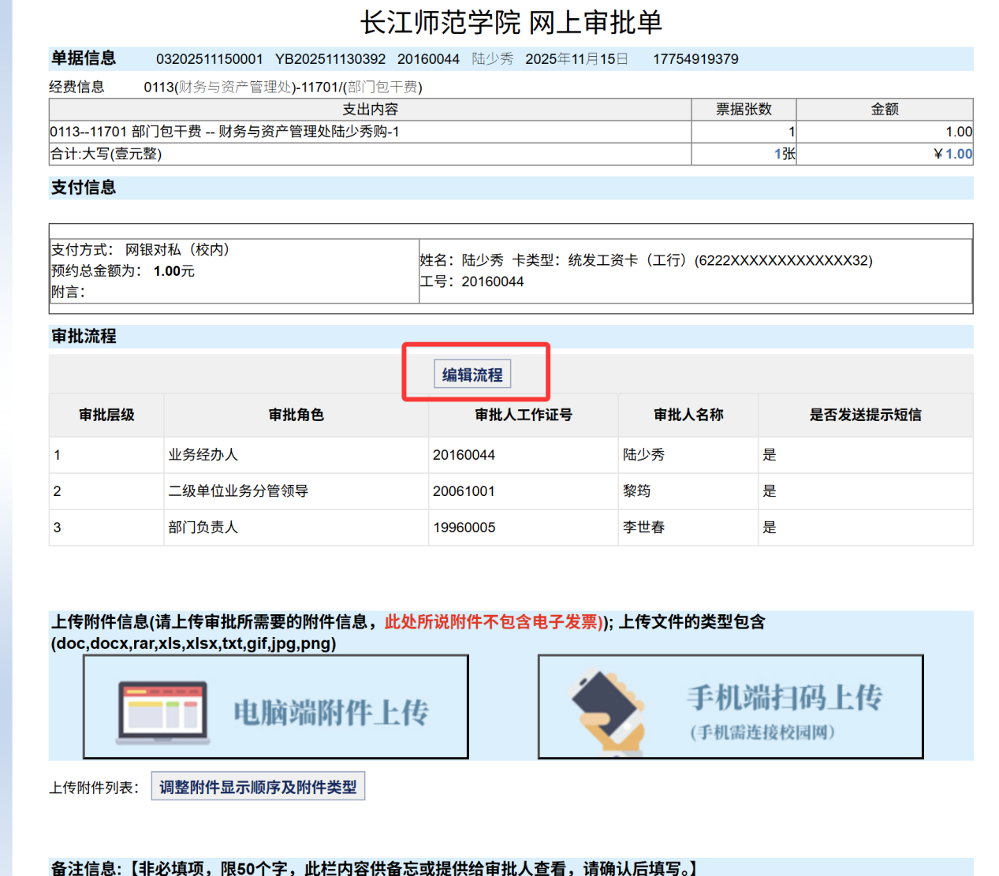 长江师范学院 网上审批单
单据信息 03202511150001 YB202511130392 20160044 陆少秀 2025年11月15日 17754919379
经费信息 0113(财务与资产管理处)-11701/(部门包干费)
支出内容 票据张数 金额
0113--11701 部门包干费 -- 财务与资产管理处陆少秀购-1 1 1.00
合计:大写(壹元整) 1张 ¥1.00
支付信息
支付方式： 网银对私（校内）
预约总金额为： 1.00元
附言：
姓名：陆少秀 卡类型：统发工资卡（工行）(6222XXXXXXXXXXXXX32)
工号：20160044
审批流程
编辑流程
审批层级 审批角色 审批人工作证号 审批人名称 是否发送提示短信
1 业务经办人 20160044 陆少秀 是
2 二级单位业务分管领导 20061001 黎筠 是
3 部门负责人 19960005 李世春 是
上传附件信息(请上传审批所需要的附件信息，此处所说附件不包含电子发票)); 上传文件的类型包含
(doc,docx,rar,xls,xlsx,txt,gif,jpg,png)
电脑端附件上传
手机端扫码上传
(手机需连接校园网)
上传附件列表： 调整附件显示顺序及附件类型
备注信息:【非必填项，限50个字，此栏内容供备忘或提供给审批人查看，请确认后填写。】